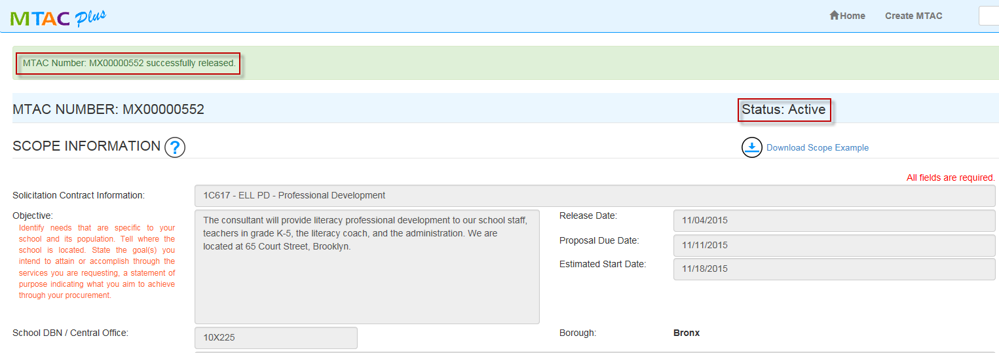 MTAC Plus
Home Create MTAC
MTAC Number: MX00000552 successfully released.
MTAC NUMBER: MX00000552 Status: Active
SCOPE INFORMATION ? Download Scope Example
All fields are required.
Solicitation Contract Information: 1C617 - ELL PD - Professional Development
Objective:
Identify needs that are specific to your
school and its population. Tell where the
school is located. State the goal(s) you
intend to attain or accomplish through the
services you are requesting, a statement of
purpose indicating what you aim to achieve
through your procurement.
The consultant will provide literacy professional development to our school staff,
teachers in grade K-5, the literacy coach, and the administration. We are
located at 65 Court Street, Brooklyn.
Release Date: 11/04/2015
Proposal Due Date: 11/11/2015
Estimated Start Date: 11/18/2015
School DBN / Central Office: 10X225
Borough: Bronx